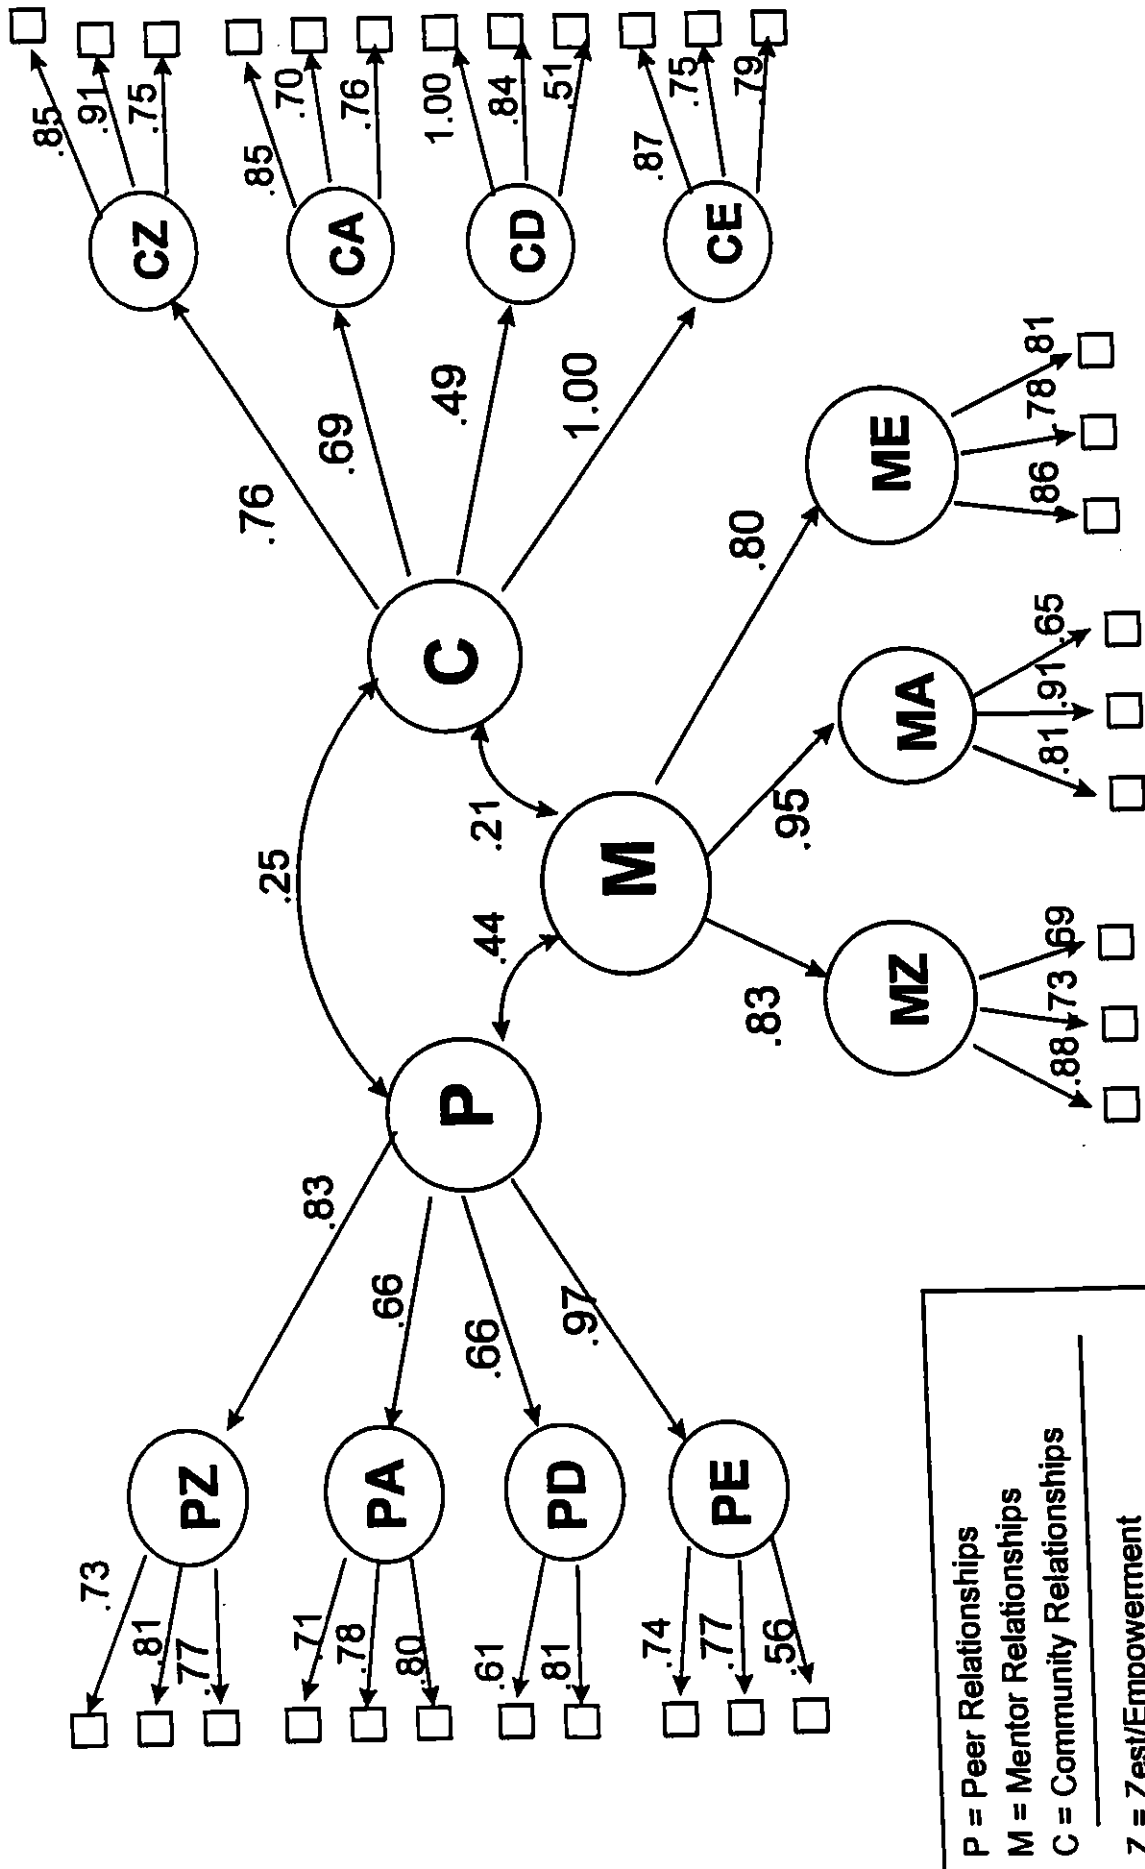 .73
.81
.77
PZ
.83
.71
.78
.80
PA
.66
.61
.81
PD
.66
.74
.77
.56
PE
.97
P
.25
.44
.21
M
C
.76
CZ
.85
.91
.75
.69
CA
.85
.70
.76
.49
CD
1.00
.84
.51
1.00
CE
.87
.75
.79
.83
MZ
.88
.73
.69
.95
MA
.81
.91
.65
.80
ME
.86
.78
.81
P = Peer Relationships
M = Mentor Relationships
C = Community Relationships
Z = Zest/Empowerment